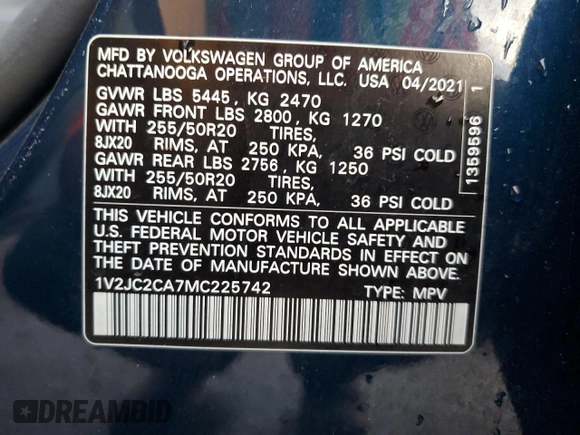 MFD BY VOLKSWAGEN GROUP OF AMERICA
CHATTANOOGA OPERATIONS, LLC. USA 04/2021
GVWR LBS 5445, KG 2470
GAWR FRONT LBS 2800, KG 1270
WITH 255/50R20 TIRES,
8JX20 RIMS, AT 250 KPA, 36 PSI COLD
GAWR REAR LBS 2756, KG 1250
WITH 255/50R20 TIRES,
8JX20 RIMS, AT 250 KPA, 36 PSI COLD
THIS VEHICLE CONFORMS TO ALL APPLICABLE
U.S. FEDERAL MOTOR VEHICLE SAFETY AND
THEFT PREVENTION STANDARDS IN EFFECT ON
THE DATE OF MANUFACTURE SHOWN ABOVE.
1V2JC2CA7MC225742 TYPE: MPV
1359596 1
DREAMBID